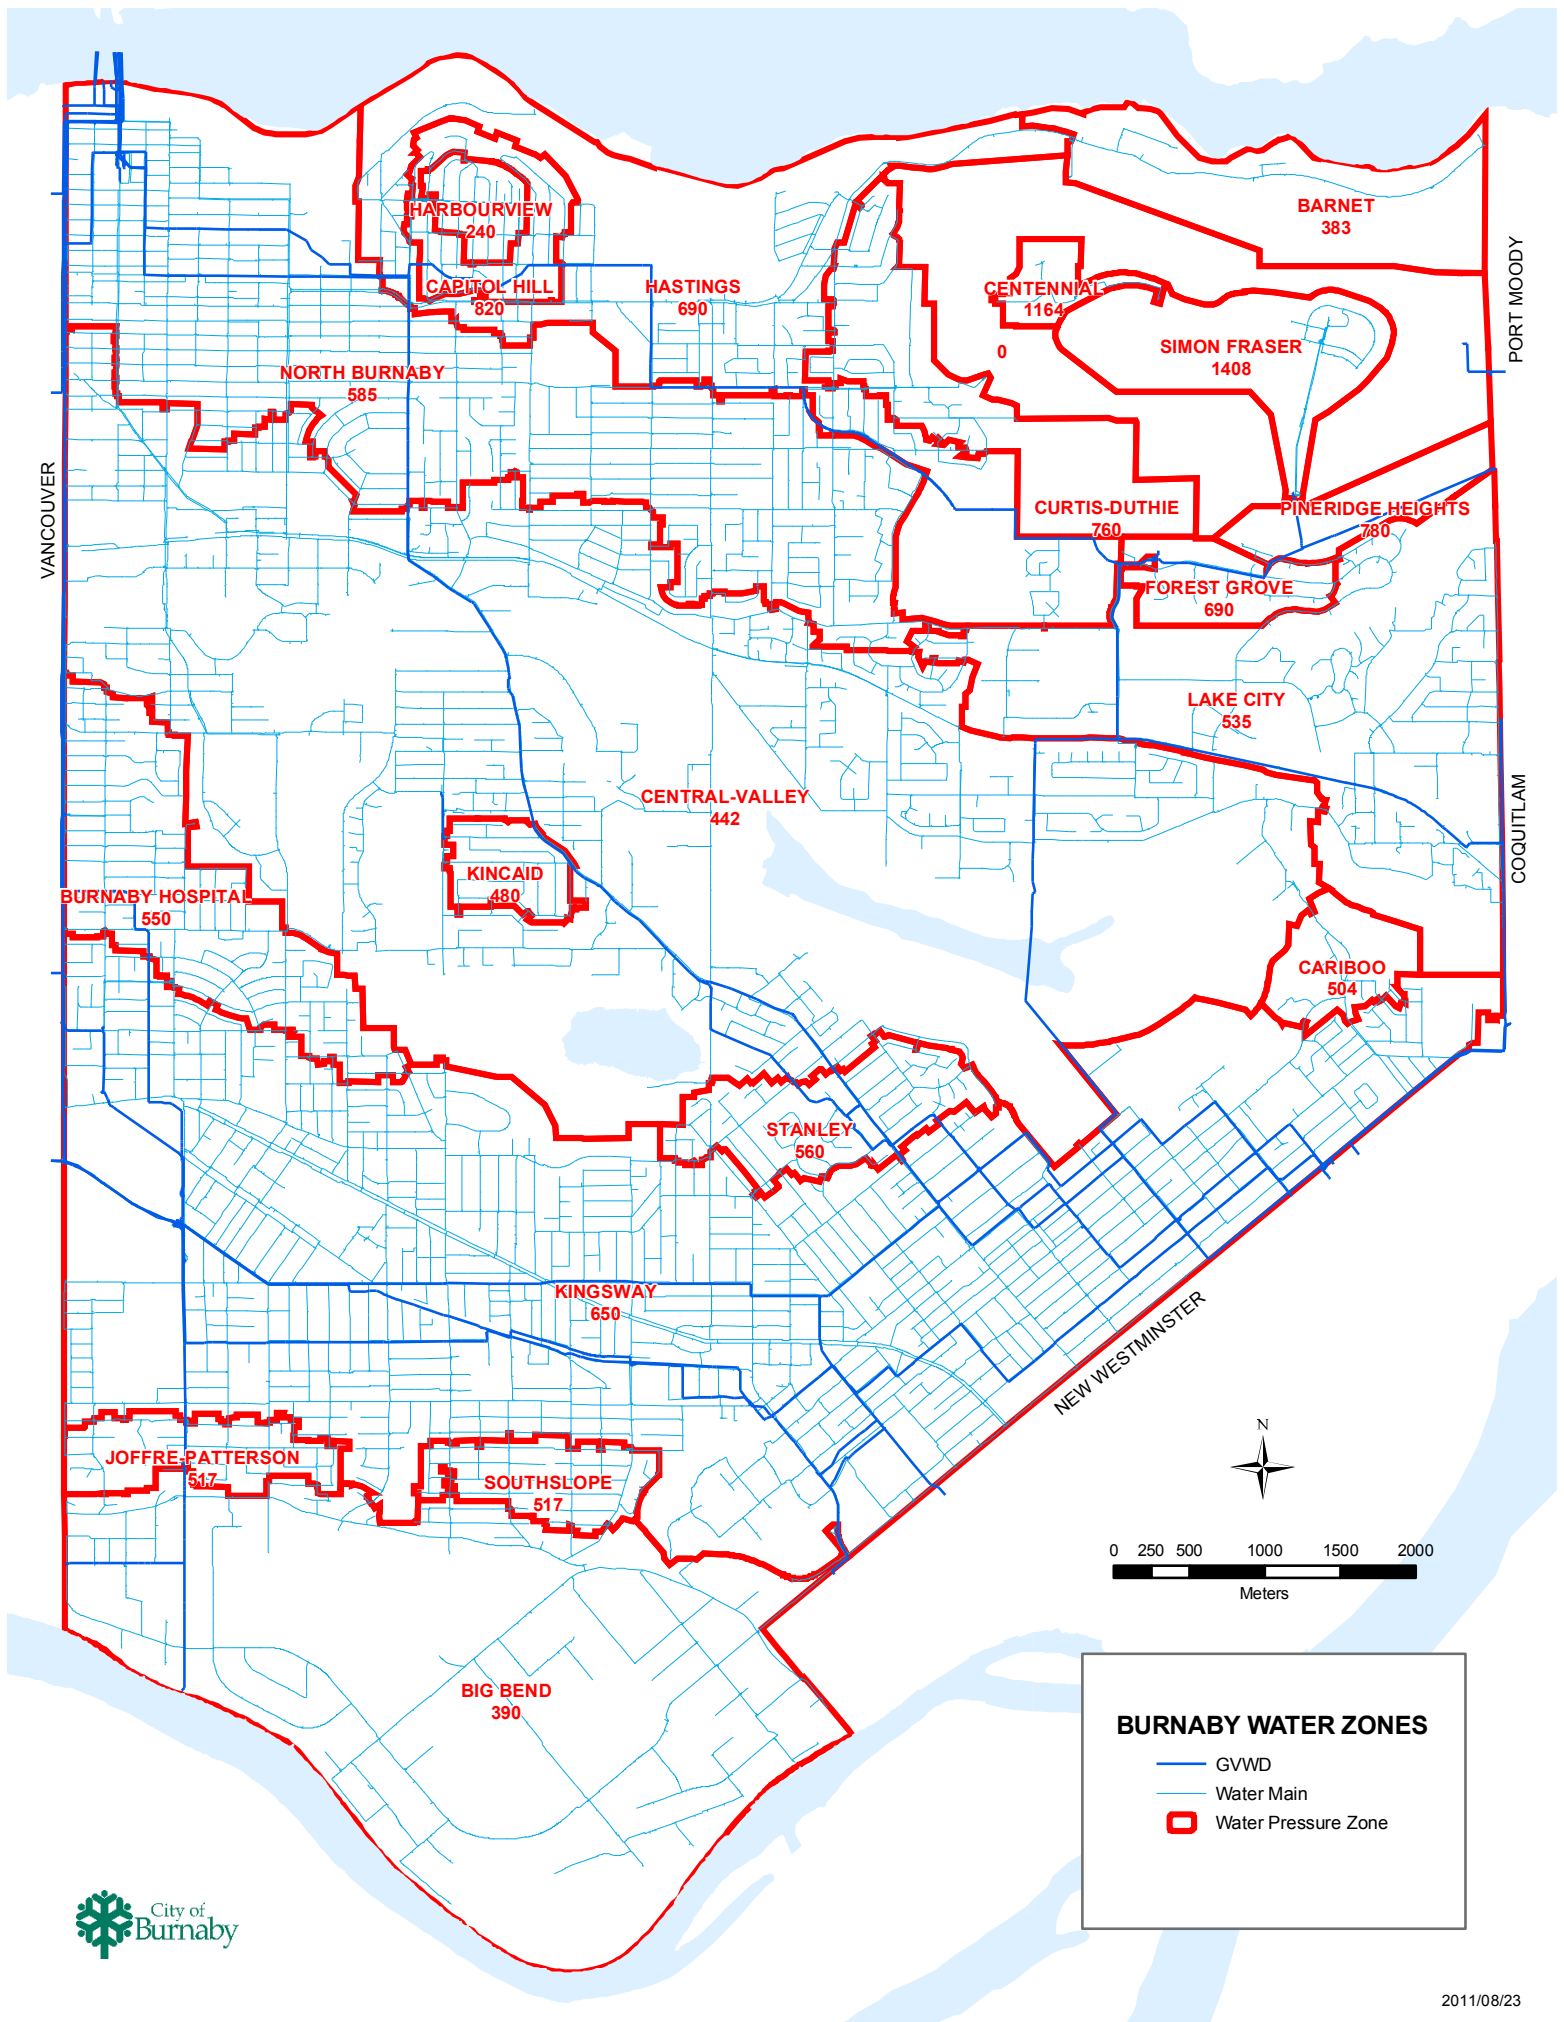 HARBOURVIEW
240
BARNET
383
PORT MOODY
CAPITOL HILL
820
HASTINGS
690
CENTENNIAL
1164
0
SIMON FRASER
1408
NORTH BURNABY
585
VANCOUVER
CURTIS-DUTHIE
760
PINERIDGE HEIGHTS
780
FOREST GROVE
690
LAKE CITY
535
CENTRAL-VALLEY
442
COQUITLAM
KINCAID
480
BURNABY HOSPITAL
550
CARIBOO
504
STANLEY
560
KINGSWAY
650
NEW WESTMINSTER
JOFFRE-PATTERSON
517
SOUTHSLOPE
517
N
0 250 500 1000 1500 2000
Meters
BIG BEND
390
BURNABY WATER ZONES
GVWD
Water Main
Water Pressure Zone
City of
Burnaby
2011/08/23